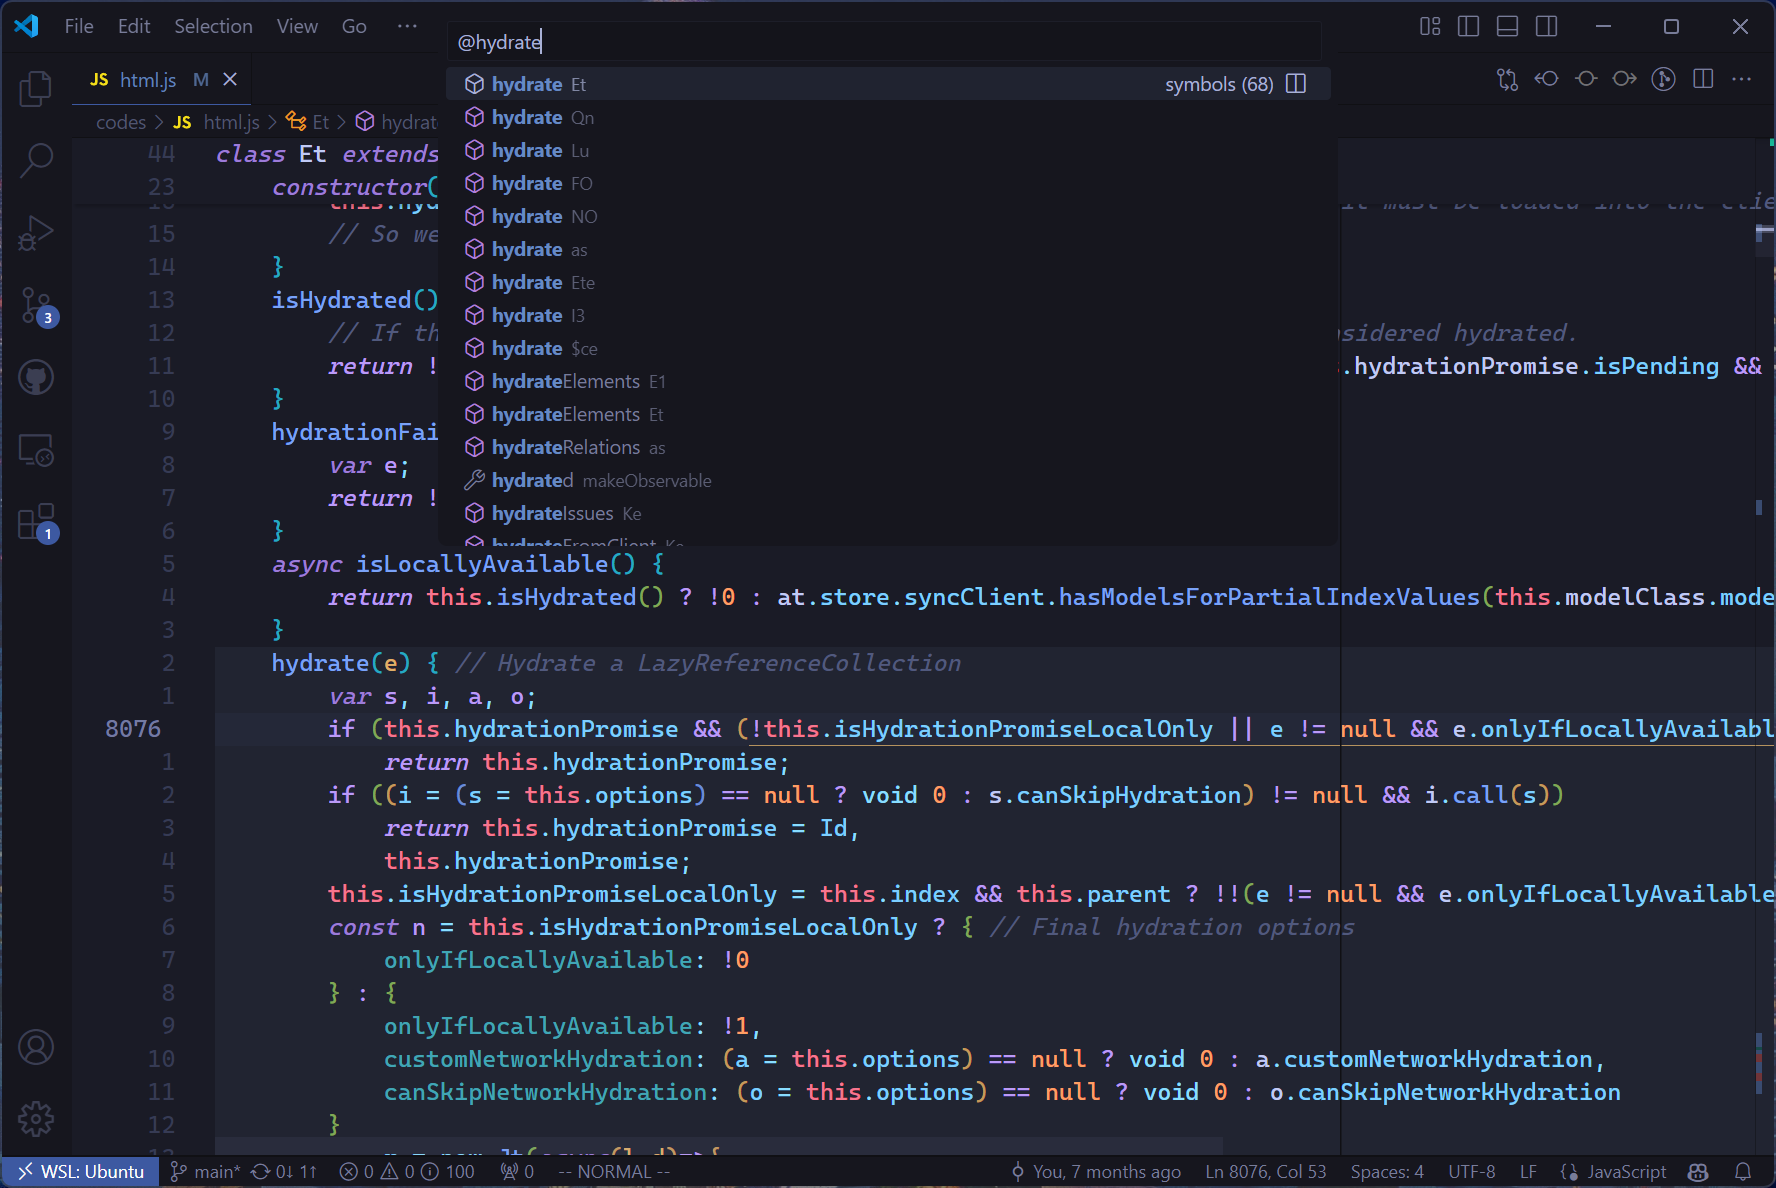 File Edit Selection View Go ···
@hydrate
hydrate Et symbols (68)
hydrate Qn
hydrate Lu
hydrate FO
hydrate NO
hydrate as
hydrate Ete
hydrate I3
hydrate $ce
hydrateElements E1
hydrateElements Et
hydrateRelations as
hydrated makeObservable
hydrateIssues Ke
hydrateFromClient Ke
JS html.js M
codes > JS html.js > Et > hydrat
44 class Et extends
23 constructor(
16 this.hyd it must be loaded into the clie
15 // So we
14 }
13 isHydrated()
12 // If th nsidered hydrated.
11 return ! .hydrationPromise.isPending &&
10 }
9 hydrationFai
8 var e;
7 return !
6 }
5 async isLocallyAvailable() {
4 return this.isHydrated() ? !0 : at.store.syncClient.hasModelsForPartialIndexValues(this.modelClass.mode
3 }
2 hydrate(e) { // Hydrate a LazyReferenceCollection
1 var s, i, a, o;
8076 if (this.hydrationPromise && (!this.isHydrationPromiseLocalOnly || e != null && e.onlyIfLocallyAvailabl
1 return this.hydrationPromise;
2 if ((i = (s = this.options) == null ? void 0 : s.canSkipHydration) != null && i.call(s))
3 return this.hydrationPromise = Id,
4 this.hydrationPromise;
5 this.isHydrationPromiseLocalOnly = this.index && this.parent ? !!(e != null && e.onlyIfLocallyAvailable
6 const n = this.isHydrationPromiseLocalOnly ? { // Final hydration options
7 onlyIfLocallyAvailable: !0
8 } : {
9 onlyIfLocallyAvailable: !1,
10 customNetworkHydration: (a = this.options) == null ? void 0 : a.customNetworkHydration,
11 canSkipNetworkHydration: (o = this.options) == null ? void 0 : o.canSkipNetworkHydration
12 }
3
1
WSL: Ubuntu main* 0↓ 1↑ 0 0 100 0 -- NORMAL -- You, 7 months ago Ln 8076, Col 53 Spaces: 4 UTF-8 LF {} JavaScript